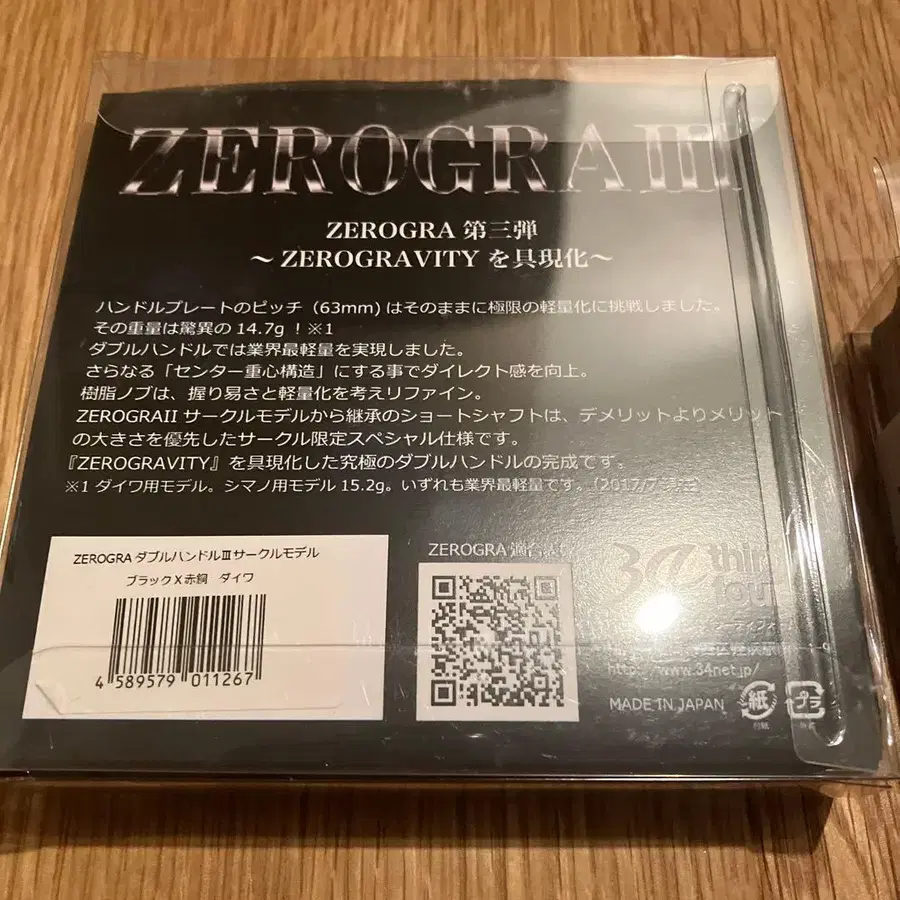 ZEROGRAIII
ZEROGRA 第三弾
～ ZEROGRAVITY を具現化～
ハンドルプレートのピッチ（63mm）はそのままに極限の軽量化に挑戦しました。
その重量は驚異の 14.7g ！※1
ダブルハンドルでは業界最軽量を実現しました。
さらなる「センター重心構造」にする事でダイレクト感を向上。
樹脂ノブは、握り易さと軽量化を考えリファイン。
ZEROGRAII サークルモデルから継承のショートシャフトは、デメリットよりメリット
の大きさを優先したサークル限定スペシャル仕様です。
『ZEROGRAVITY』を具現化した究極のダブルハンドルの完成です。
※1 ダイワ用モデル。シマノ用モデル 15.2g。いずれも業界最軽量です。（2017/7
ZEROGRA ダブルハンドルⅢサークルモデル
ブラックX赤銅 ダイワ
4 589579 011267
ZEROGRA 適合
34
http://www.34net.jp/
MADE IN JAPAN
紙
台紙
プラ